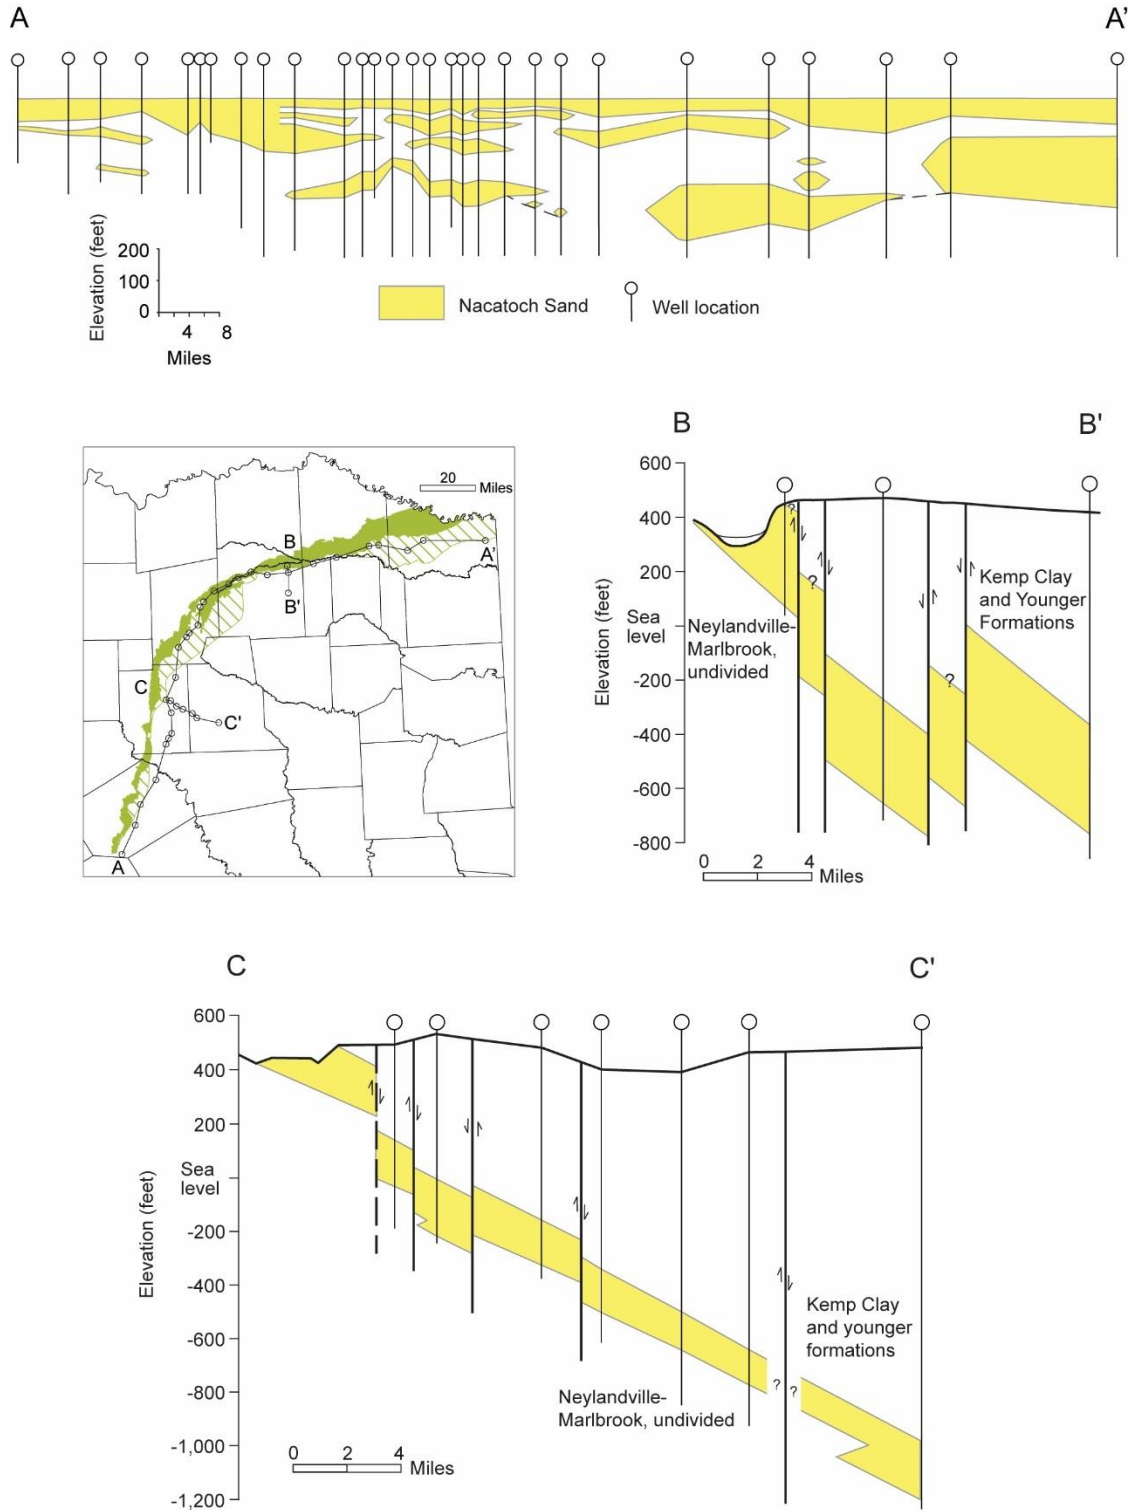 A
A’
Elevation (feet)
200
100
0
4 8
Miles
Nacatoch Sand
Well location
20
Miles
B
A’
B'
C
C'
A
B
B'
600
400
200
Sea
level
-200
-400
-600
-800
Elevation (feet)
?
?
?
Neylandville-
Marlbrook,
undivided
Kemp Clay
and Younger
Formations
0 2 4
Miles
C
C'
600
400
200
Sea
level
-200
-400
-600
-800
-1,000
-1,200
Elevation (feet)
? ?
Kemp Clay
and younger
formations
Neylandville-
Marlbrook, undivided
0 2 4
Miles